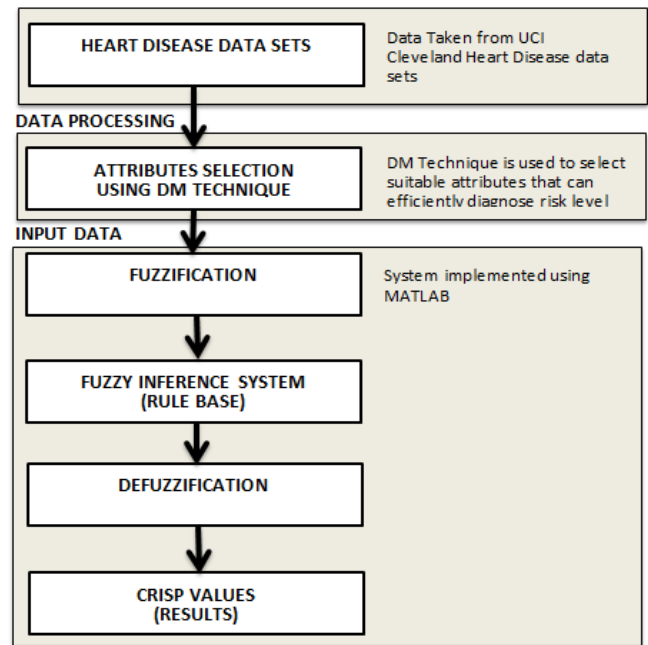 HEART DISEASE DATA SETS
Data Taken from UCI
Cleveland Heart Disease data
sets
DATA PROCESSING
ATTRIBUTES SELECTION
USING DM TECHNIQUE
DM Technique is used to select
suitable attributes that can
efficiently diagnose risk level
INPUT DATA
FUZZIFICATION
System implemented using
MATLAB
FUZZY INFERENCE SYSTEM
(RULE BASE)
DEFUZZIFICATION
CRISP VALUES
(RESULTS)